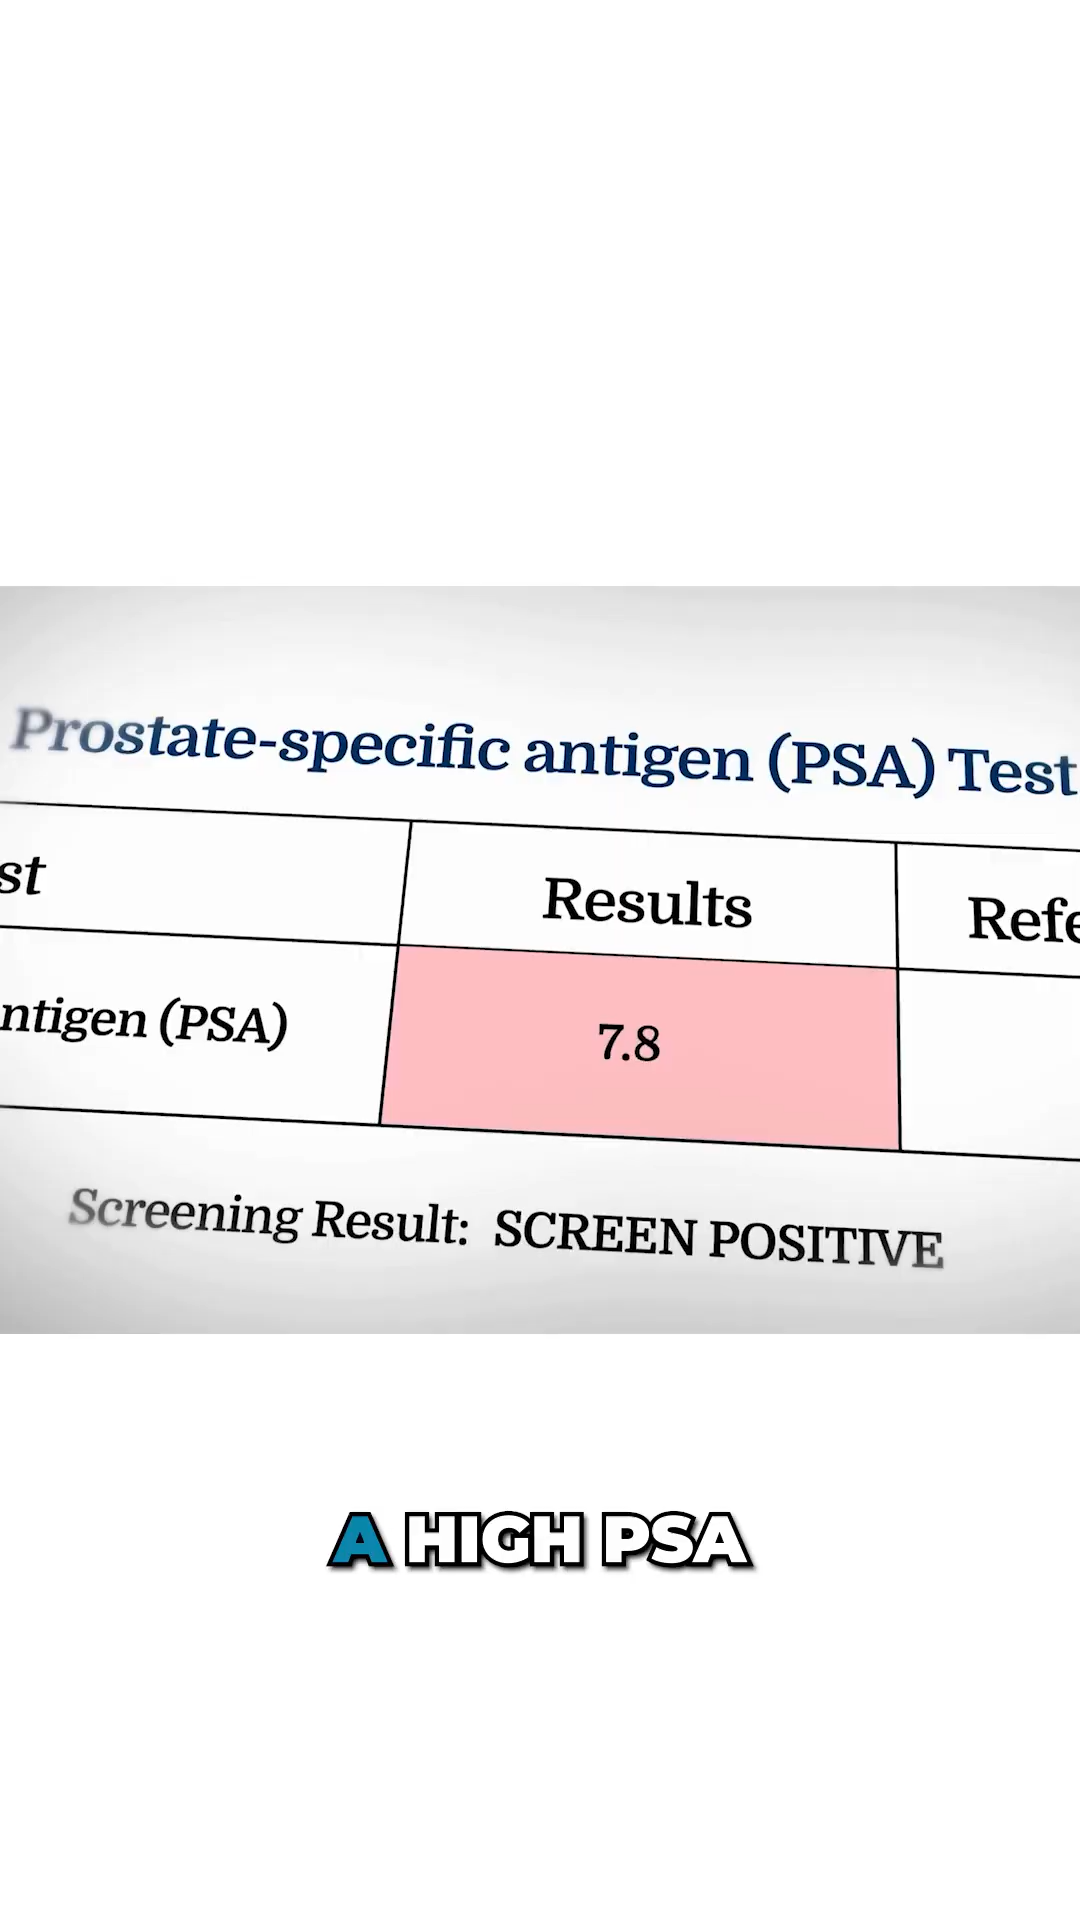 Prostate-specific antigen (PSA) Test
st Results Refe
ntigen (PSA) 7.8
Screening Result: SCREEN POSITIVE
A HIGH PSA